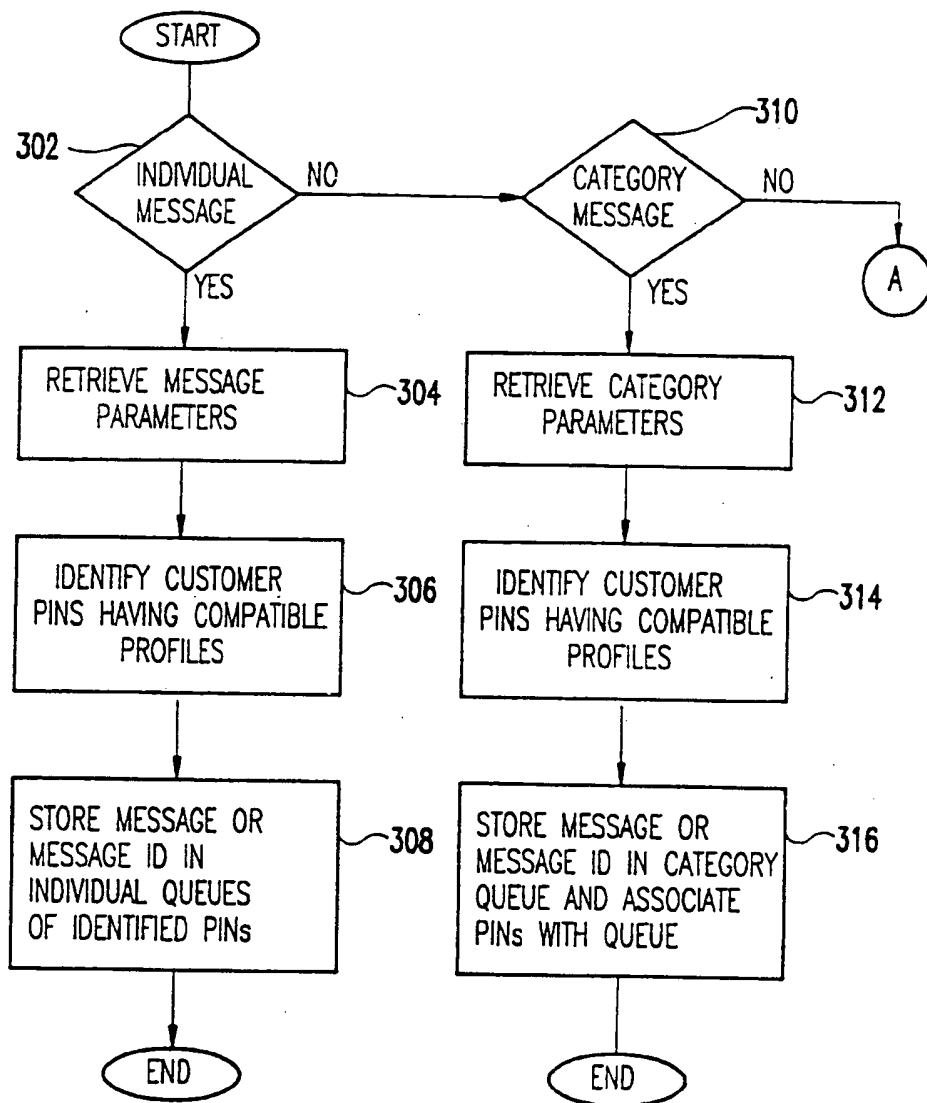 START
302
INDIVIDUAL
MESSAGE
NO
310
CATEGORY
MESSAGE
NO
A
YES
YES
RETRIEVE MESSAGE
PARAMETERS
304
RETRIEVE CATEGORY
PARAMETERS
312
IDENTIFY CUSTOMER
PINS HAVING COMPATIBLE
PROFILES
306
IDENTIFY CUSTOMER
PINS HAVING COMPATIBLE
PROFILES
314
STORE MESSAGE OR
MESSAGE ID IN
INDIVIDUAL QUEUES
OF IDENTIFIED PINs
308
STORE MESSAGE OR
MESSAGE ID IN CATEGORY
QUEUE AND ASSOCIATE
PINs WITH QUEUE
316
END
END